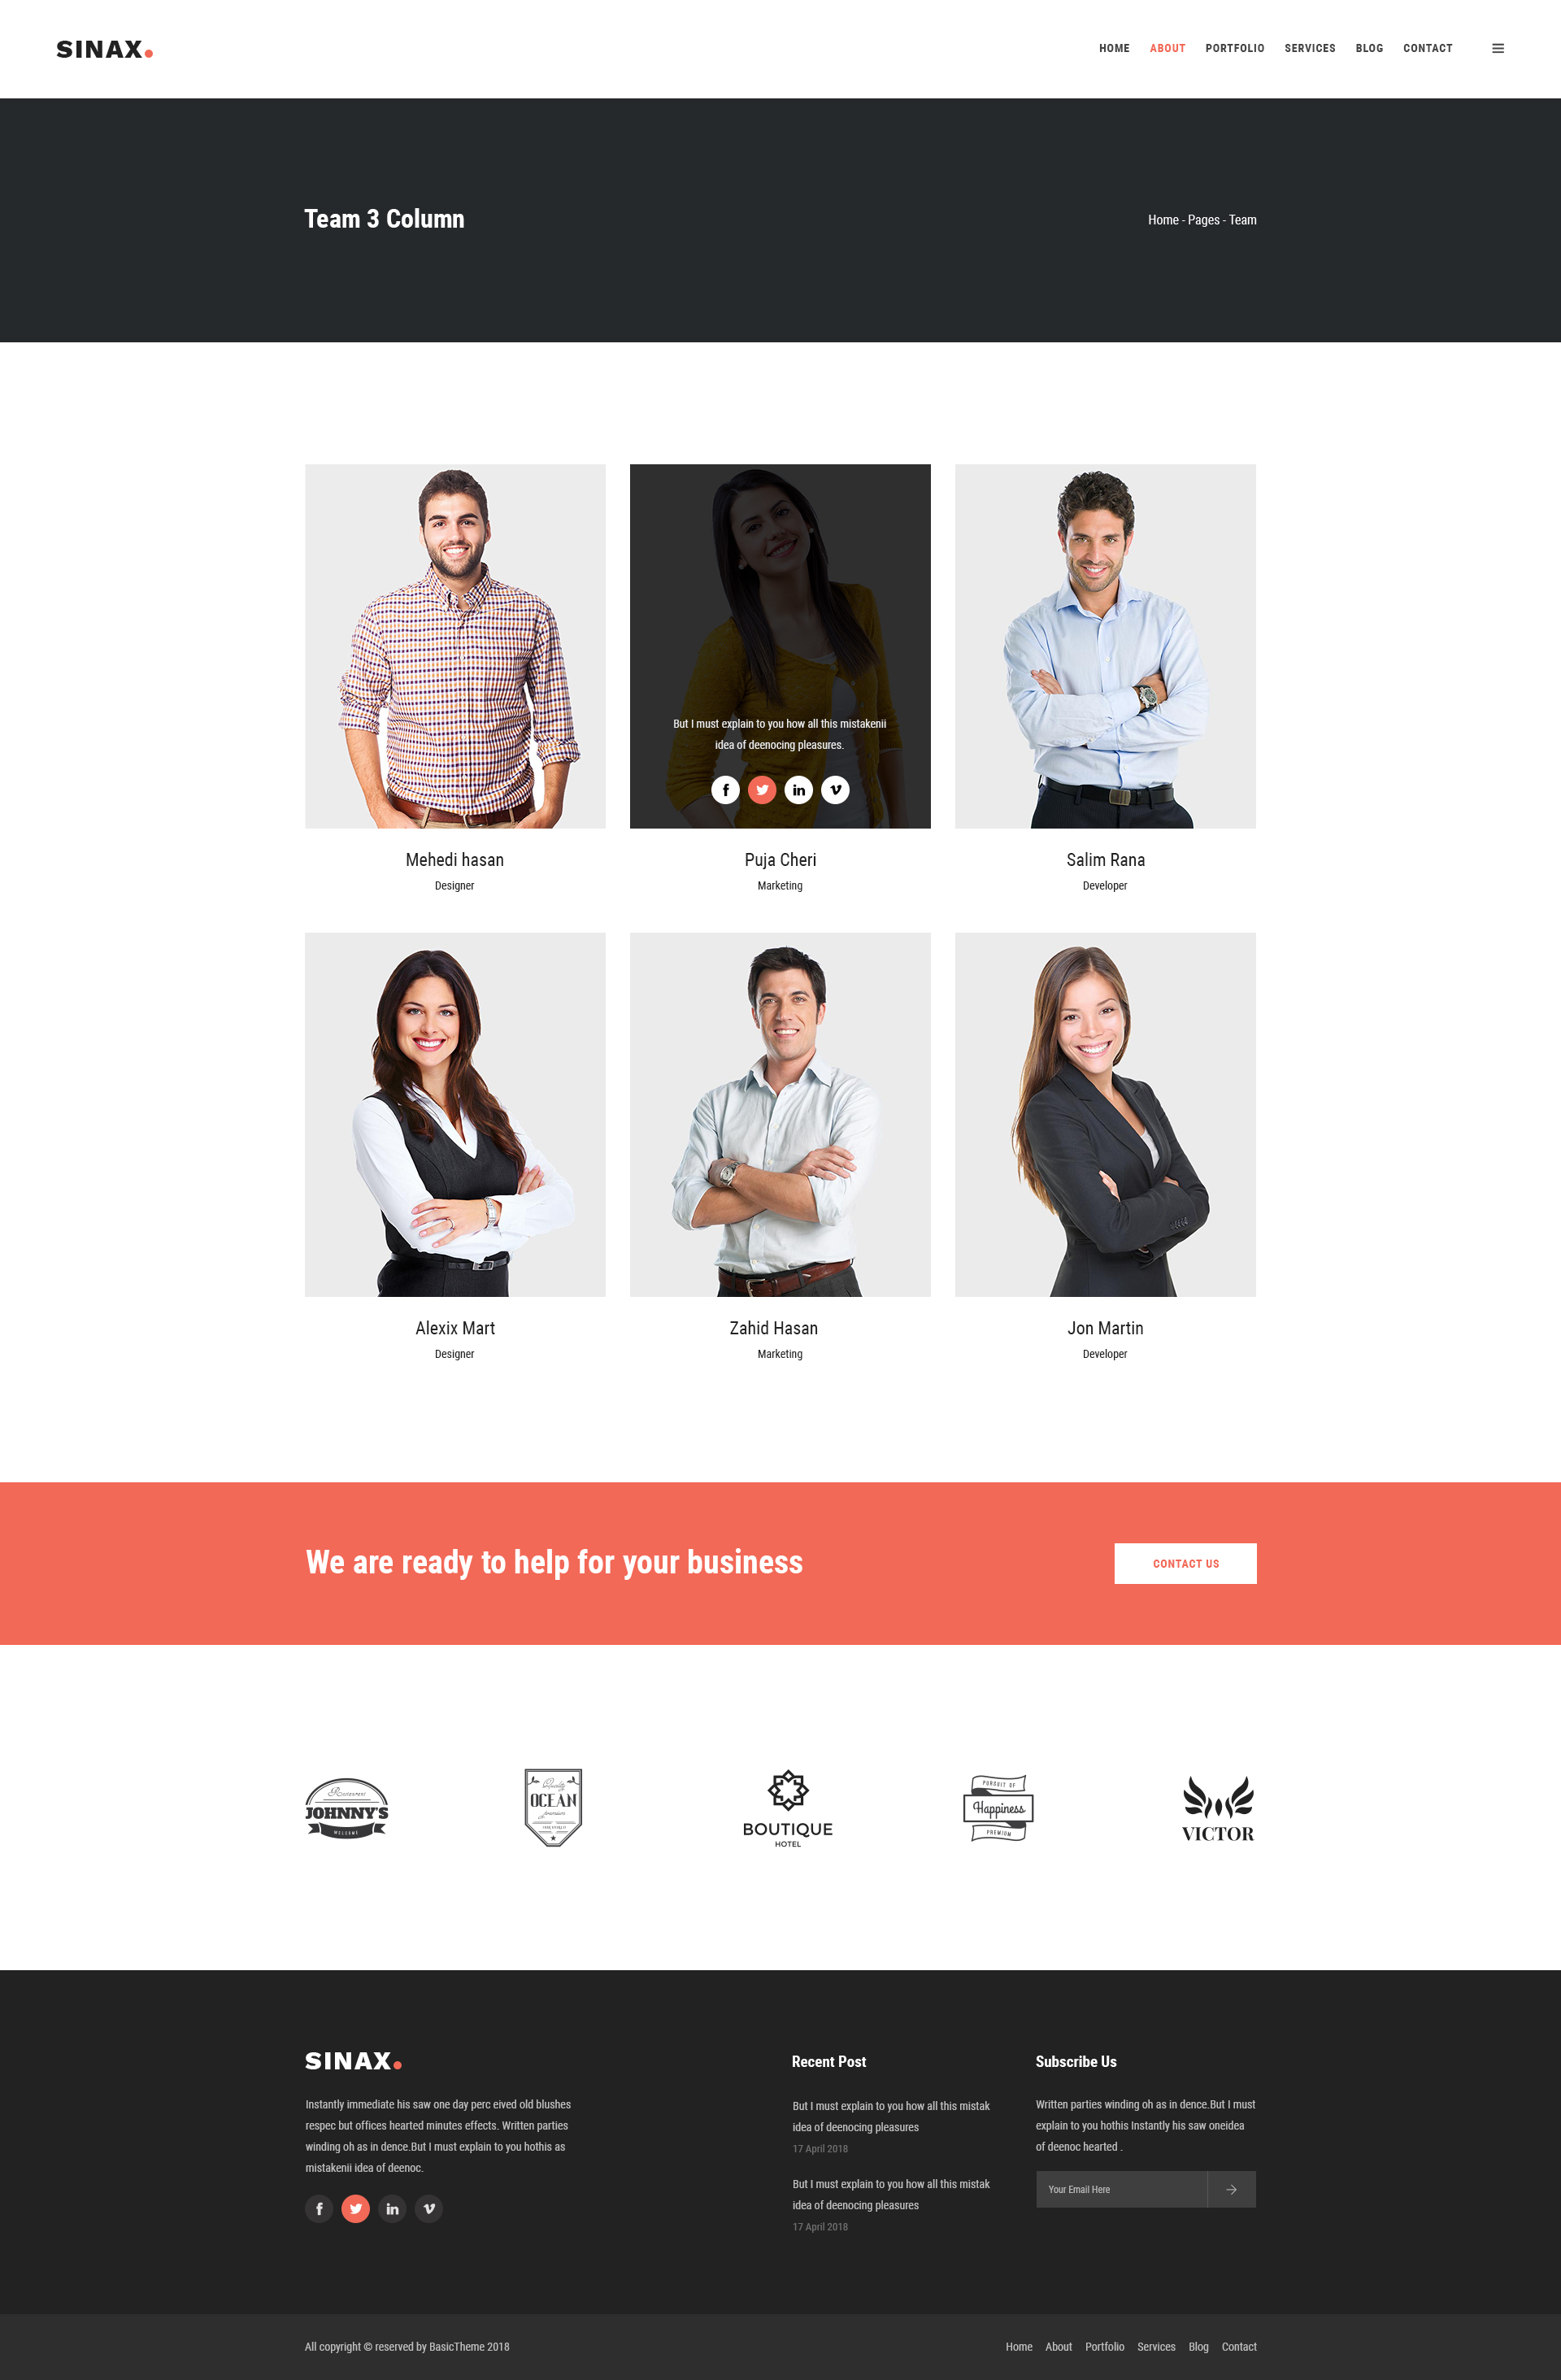 SINAX.
HOME ABOUT PORTFOLIO SERVICES BLOG CONTACT
Team 3 Column
Home - Pages - Team
But I must explain to you how all this mistakenii
idea of deenocing pleasures.
Mehedi hasan
Designer
Puja Cheri
Marketing
Salim Rana
Developer
Alexix Mart
Designer
Zahid Hasan
Marketing
Jon Martin
Developer
We are ready to help for your business
CONTACT US
Restaurant
JOHNNY'S
WELCOME
Quality
OCEAN
premium
BOUTIQUE
HOTEL
PURSUIT OF
Happiness
PREMIUM
VICTOR
SINAX.
Instantly immediate his saw one day perc eived old blushes
respec but offices hearted minutes effects. Written parties
winding oh as in dence.But I must explain to you hothis as
mistakenii idea of deenoc.
Recent Post
But I must explain to you how all this mistak
idea of deenocing pleasures
17 April 2018
But I must explain to you how all this mistak
idea of deenocing pleasures
17 April 2018
Subscribe Us
Written parties winding oh as in dence.But I must
explain to you hothis Instantly his saw oneidea
of deenoc hearted .
Your Email Here
All copyright © reserved by BasicTheme 2018
Home About Portfolio Services Blog Contact